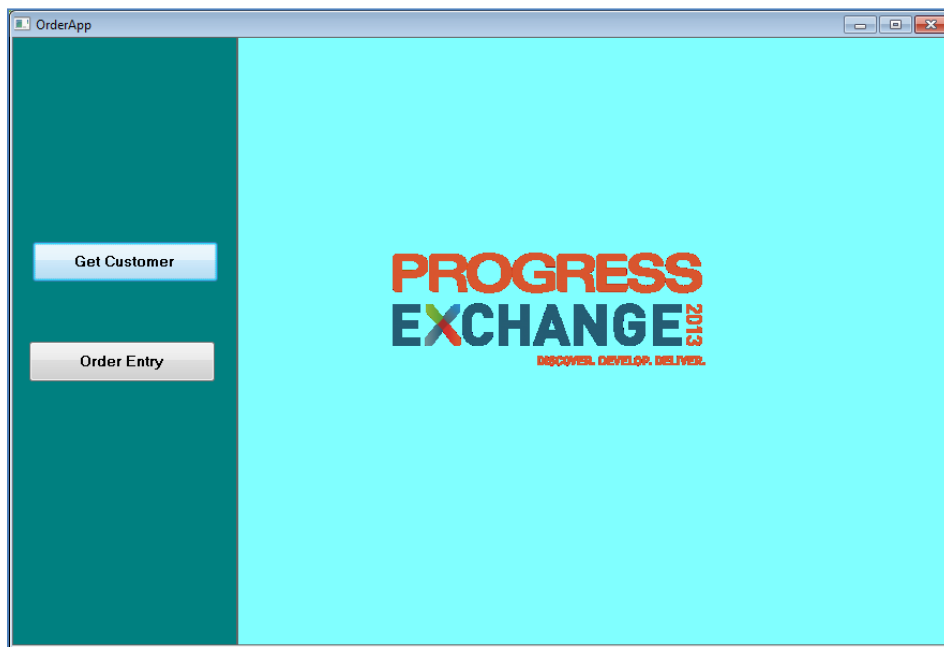 OrderApp
Get Customer
Order Entry
PROGRESS
EXCHANGE 2013
DISCOVER. DEVELOP. DELIVER.